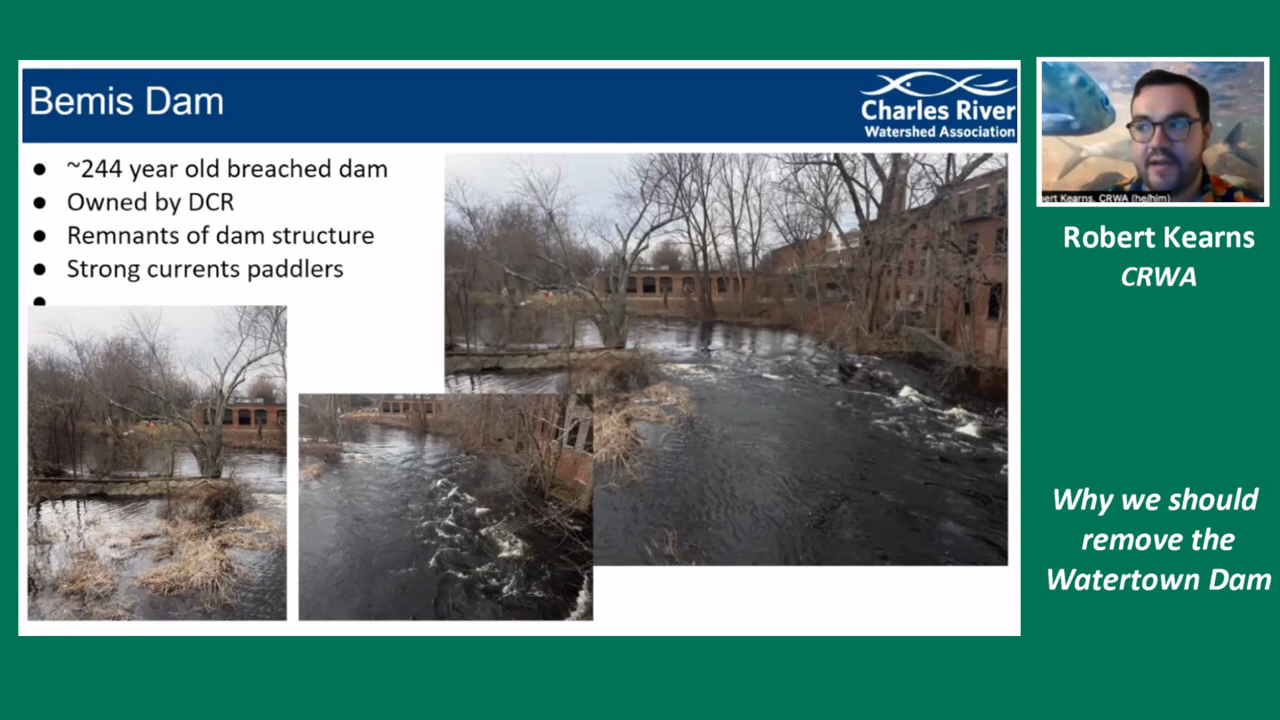 Bemis Dam
Charles River
Watershed Association
● ~244 year old breached dam
● Owned by DCR
● Remnants of dam structure
● Strong currents paddlers
●
Kearns, CRWA (he/him)
Robert Kearns
CRWA
Why we should
remove the
Watertown Dam